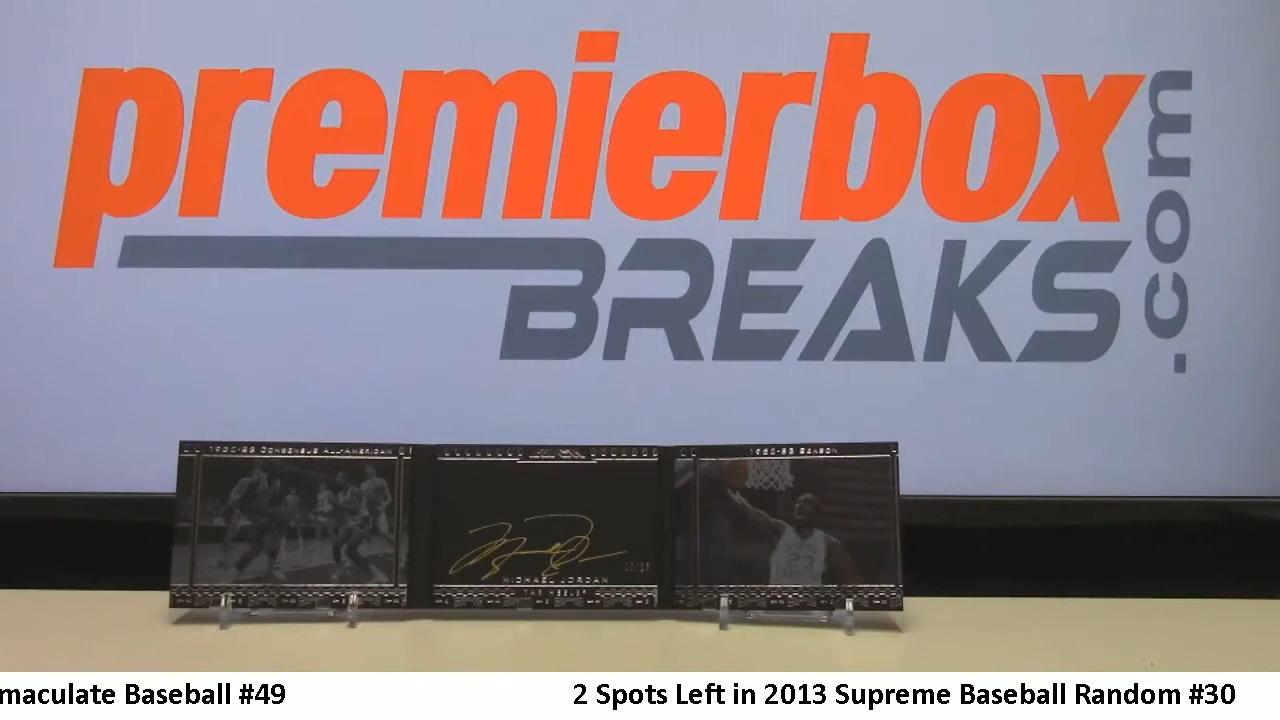 premierbox
BREAKS
.com
1982-83 CONSENSUS ALL-AMERICAN
1982-83 SEASON
MICHAEL JORDAN
TAR HEELS
maculate Baseball #49
2 Spots Left in 2013 Supreme Baseball Random #30